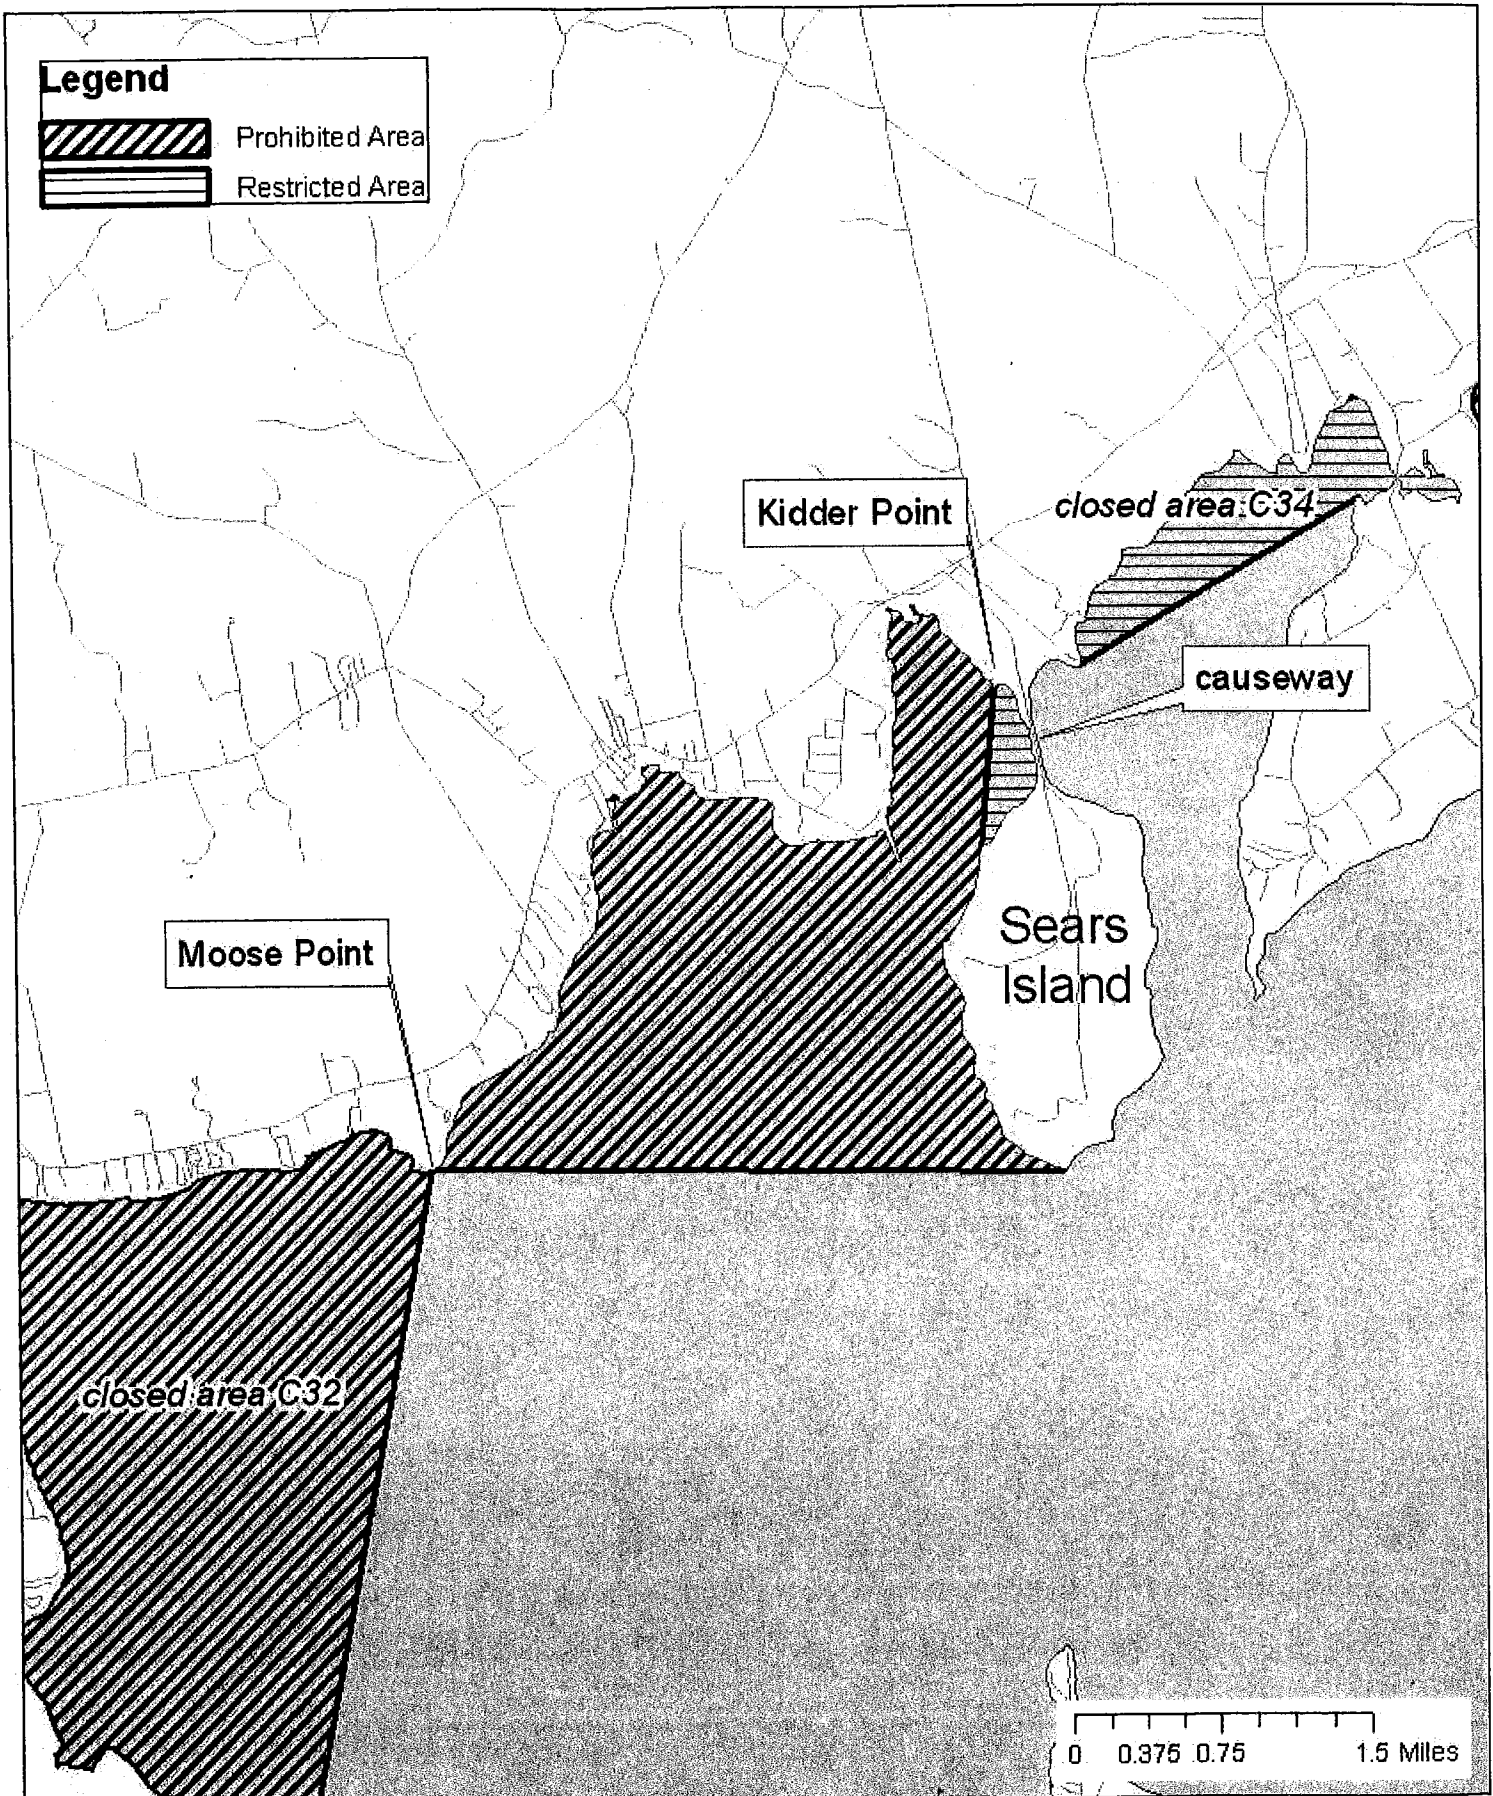 Legend
Prohibited Area
Restricted Area
Kidder Point
closed area C34
causeway
Sears
Island
Moose Point
closed area C32
0 0.375 0.75 1.5 Miles